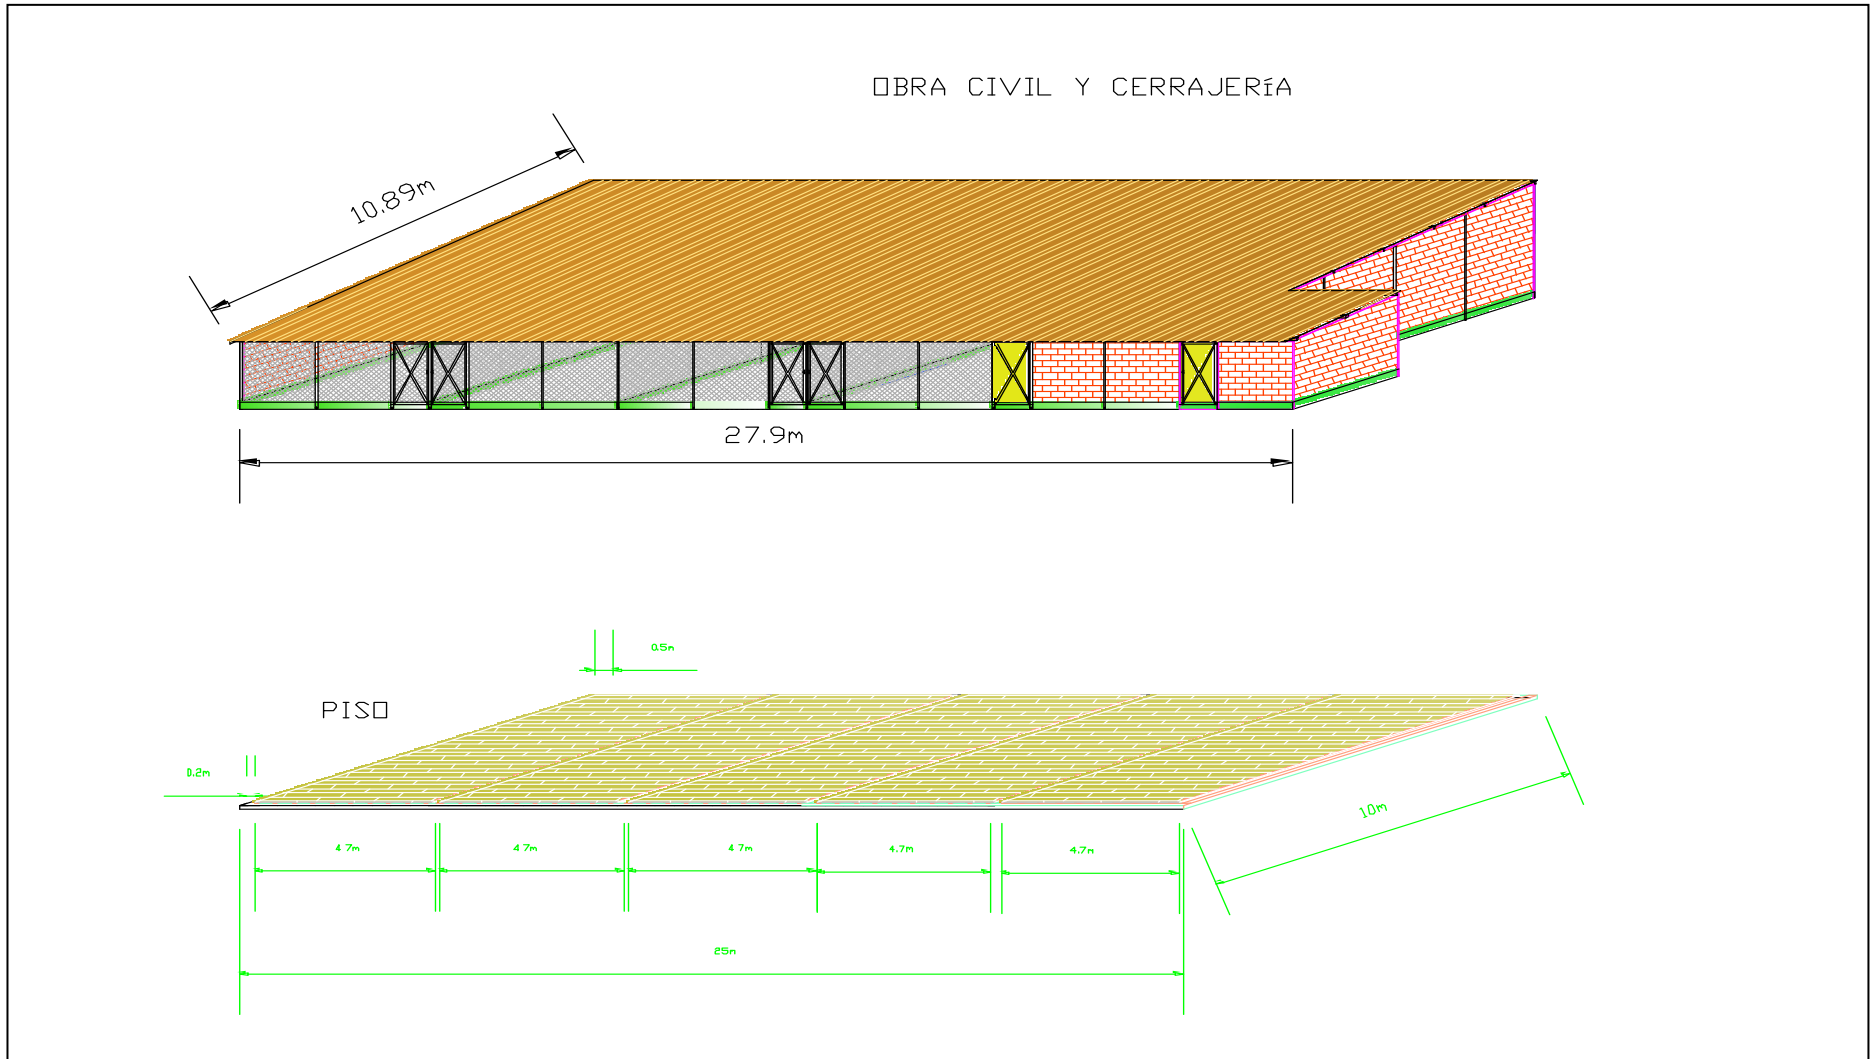 OBRA CIVIL Y CERRAJERíA
10.89m
27.9m
0.5m
PISO
0.2m
10m
4.7m
4.7m
4.7m
4.7m
4.7m
25m